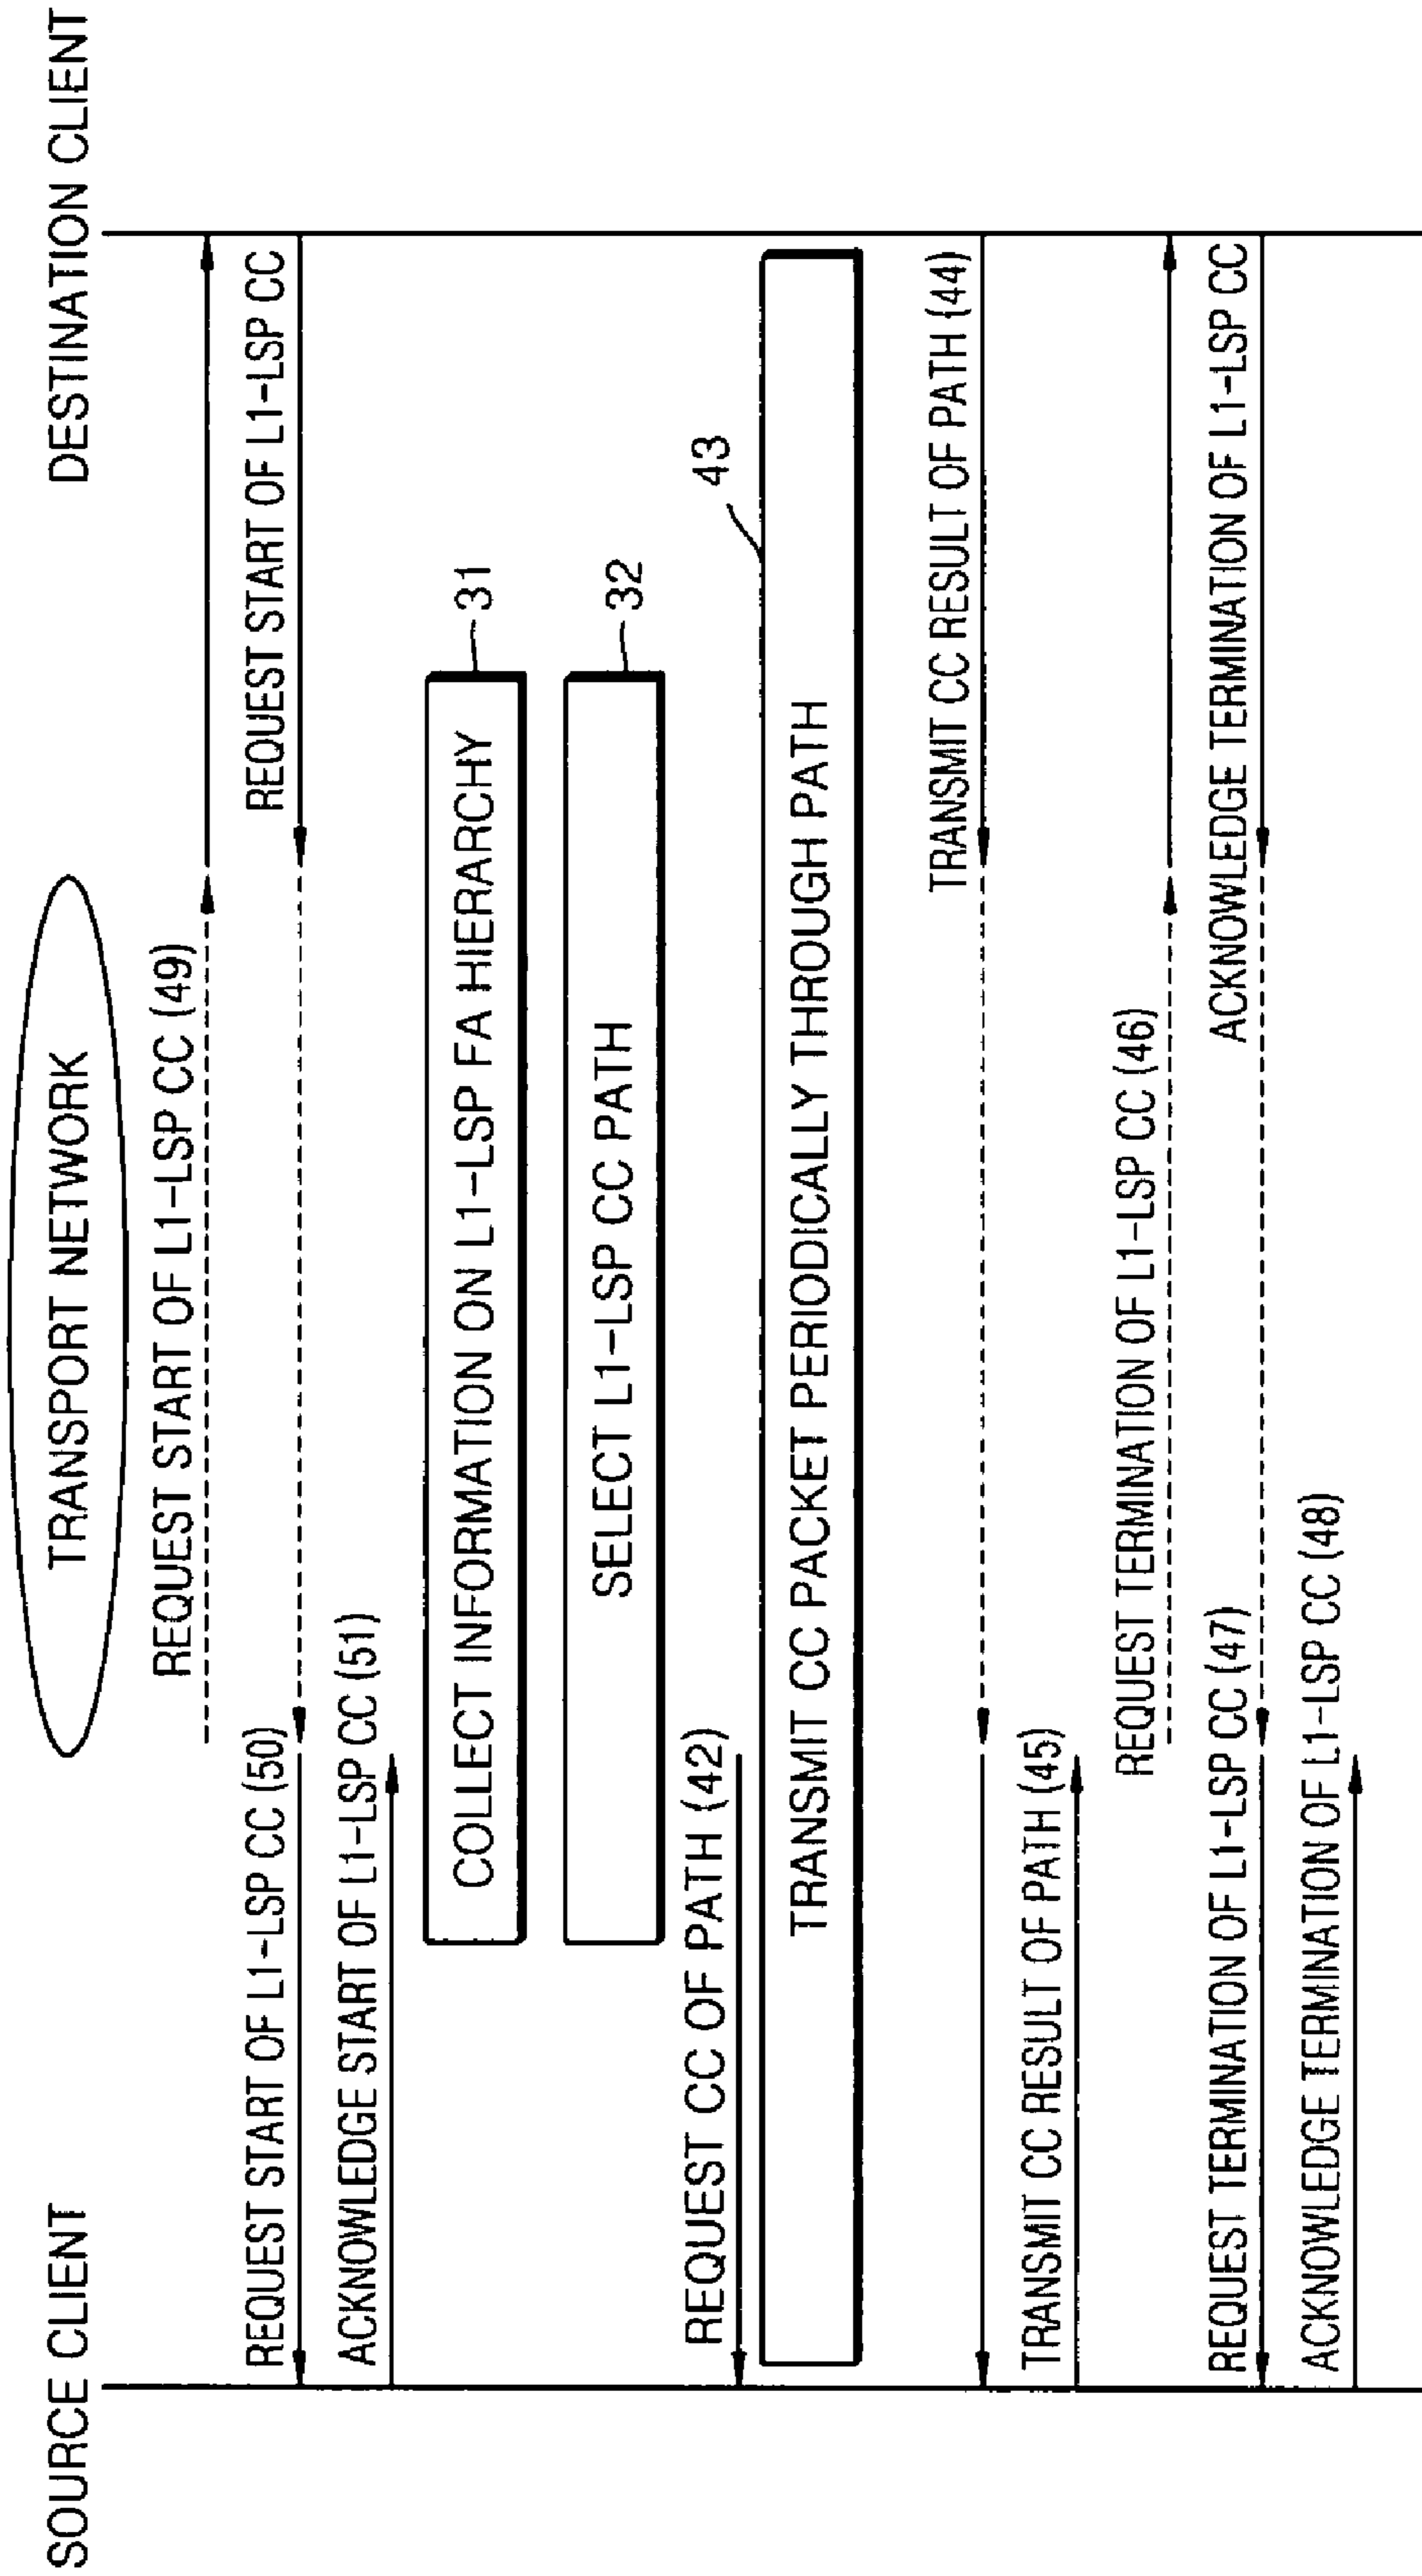 SOURCE CLIENT
TRANSPORT NETWORK
DESTINATION CLIENT
REQUEST START OF L1-LSP CC (49)
REQUEST START OF L1-LSP CC (50)
REQUEST START OF L1-LSP CC
ACKNOWLEDGE START OF L1-LSP CC (51)
COLLECT INFORMATION ON L1-LSP FA HIERARCHY
31
SELECT L1-LSP CC PATH
32
REQUEST CC OF PATH (42)
43
TRANSMIT CC PACKET PERIODICALLY THROUGH PATH
TRANSMIT CC RESULT OF PATH (44)
TRANSMIT CC RESULT OF PATH (45)
REQUEST TERMINATION OF L1-LSP CC (46)
REQUEST TERMINATION OF L1-LSP CC (47)
ACKNOWLEDGE TERMINATION OF L1-LSP CC
ACKNOWLEDGE TERMINATION OF L1-LSP CC (48)